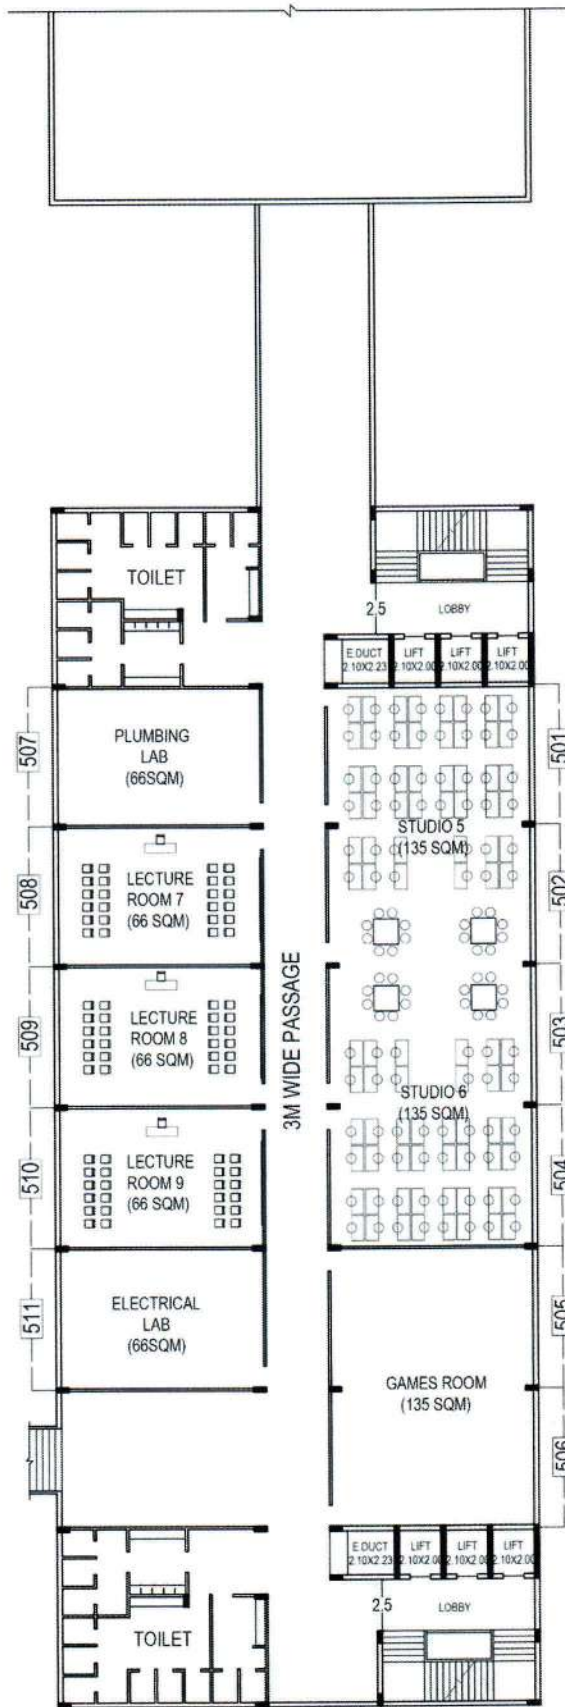 TOILET
2.5
LOBBY
E.DUCT
2.10X2.23
LIFT
2.10X2.00
LIFT
2.10X2.00
LIFT
2.10X2.00
507
PLUMBING
LAB
(66SQM)
501
508
LECTURE
ROOM 7
(66 SQM)
STUDIO 5
(135 SQM)
502
509
LECTURE
ROOM 8
(66 SQM)
3M WIDE PASSAGE
503
510
LECTURE
ROOM 9
(66 SQM)
STUDIO 6
(135 SQM)
504
511
ELECTRICAL
LAB
(66SQM)
505
GAMES ROOM
(135 SQM)
506
E.DUCT
2.10X2.23
LIFT
2.10X2.00
LIFT
2.10X2.00
LIFT
2.10X2.00
2.5
LOBBY
TOILET